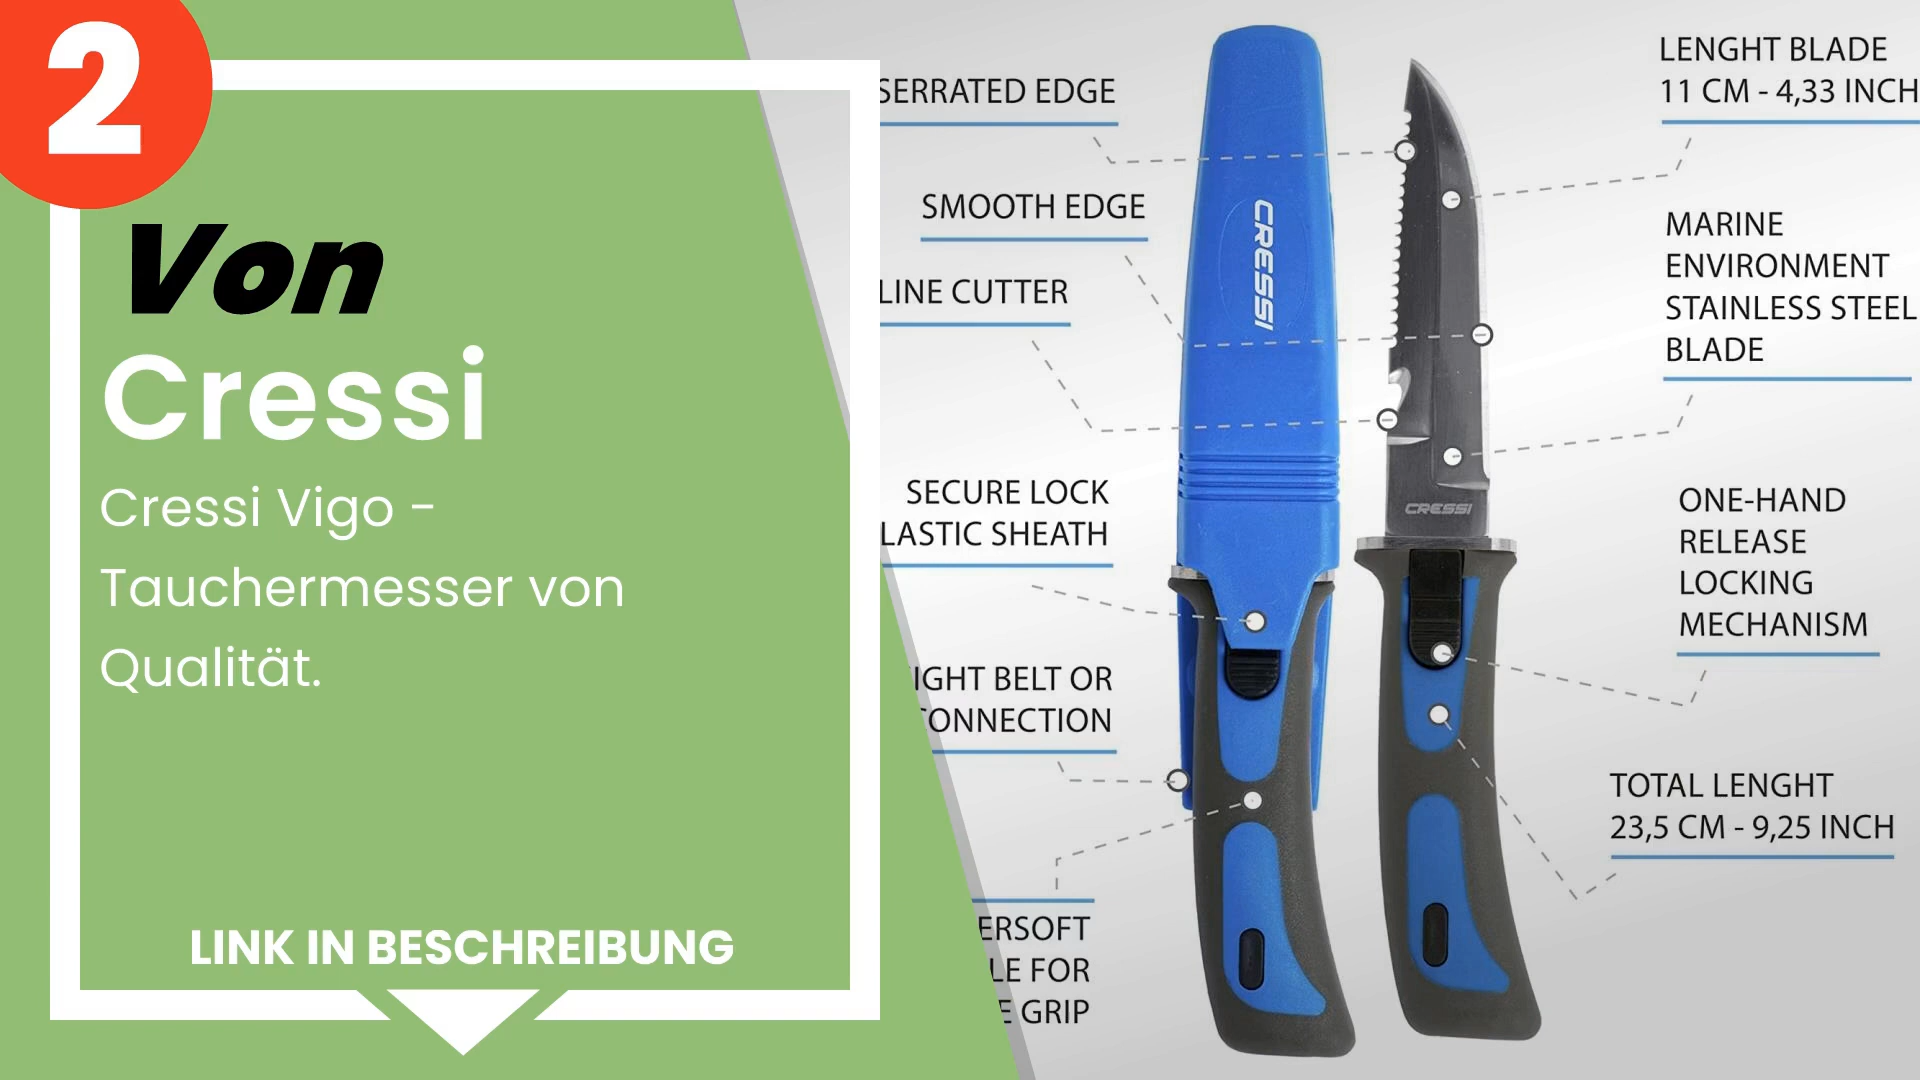 2
Von
Cressi
Cressi Vigo -
Tauchermesser von
Qualität.
LINK IN BESCHREIBUNG
SERRATED EDGE
SMOOTH EDGE
LINE CUTTER
SECURE LOCK
LASTIC SHEATH
IGHT BELT OR
CONNECTION
ERSOFT
LE FOR
E GRIP
CRESSI
CRESSI
LENGHT BLADE
11 CM - 4,33 INCH
MARINE
ENVIRONMENT
STAINLESS STEEL
BLADE
ONE-HAND
RELEASE
LOCKING
MECHANISM
TOTAL LENGHT
23,5 CM - 9,25 INCH